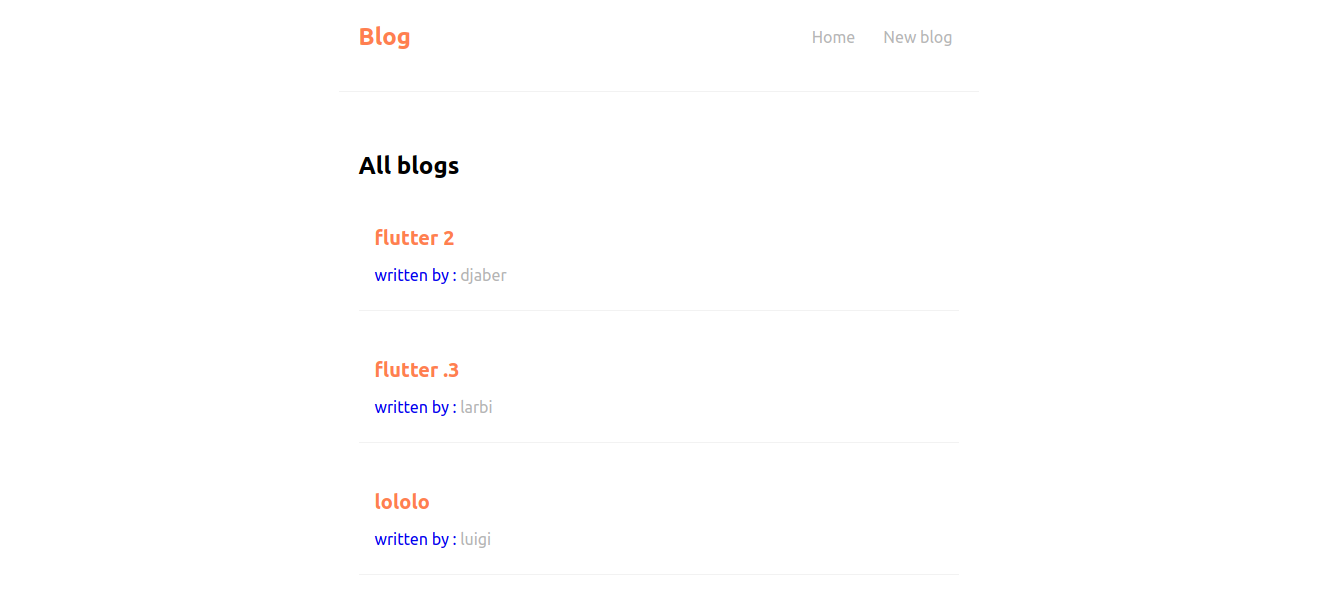 Blog
Home
New blog
All blogs
flutter 2
written by : djaber
flutter .3
written by : larbi
lololo
written by : luigi